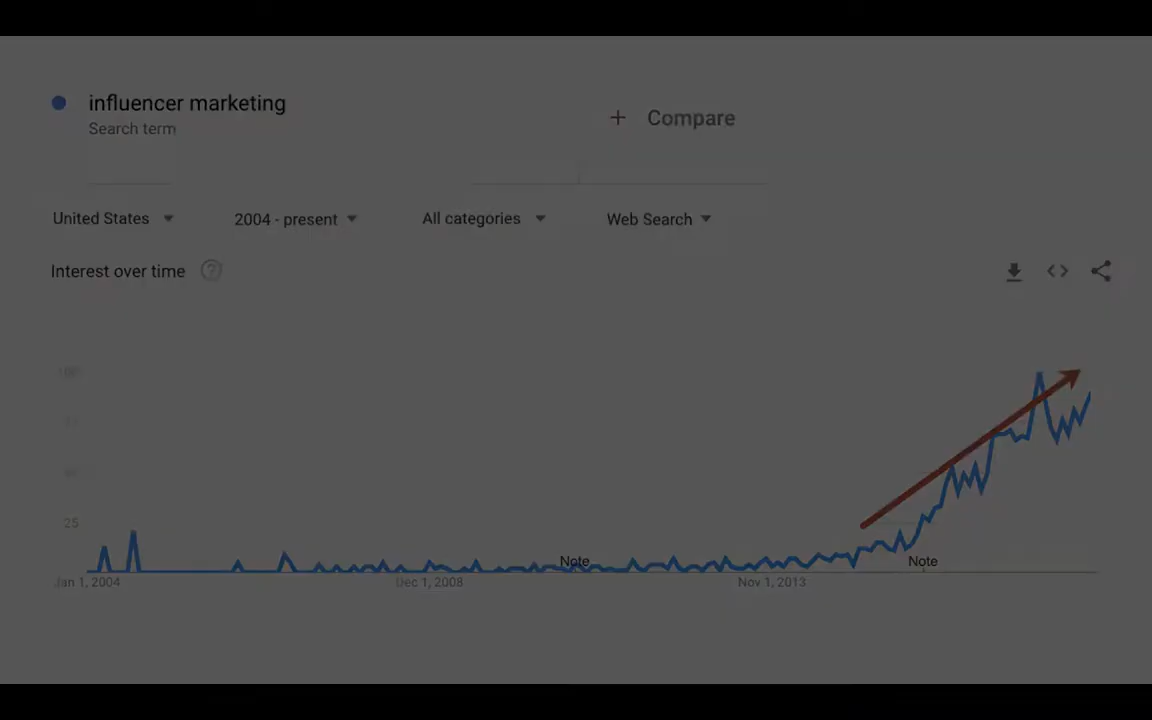 influencer marketing
Search term
+ Compare
United States
2004 - present
All categories
Web Search
Interest over time
100
25
Note
Note
Jan 1, 2004
Dec 1, 2008
Nov 1, 2013